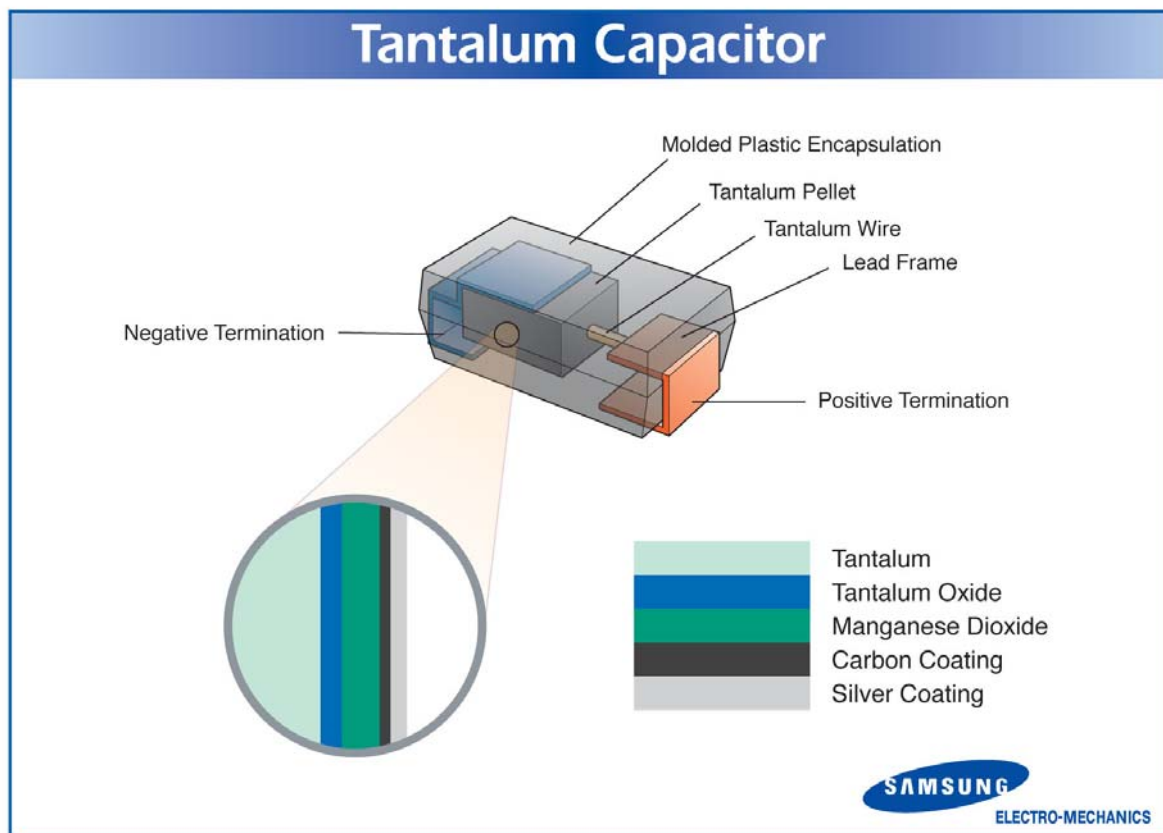 Tantalum Capacitor
Molded Plastic Encapsulation
Tantalum Pellet
Tantalum Wire
Lead Frame
Negative Termination
Positive Termination
Tantalum
Tantalum Oxide
Manganese Dioxide
Carbon Coating
Silver Coating
SAMSUNG
ELECTRO-MECHANICS